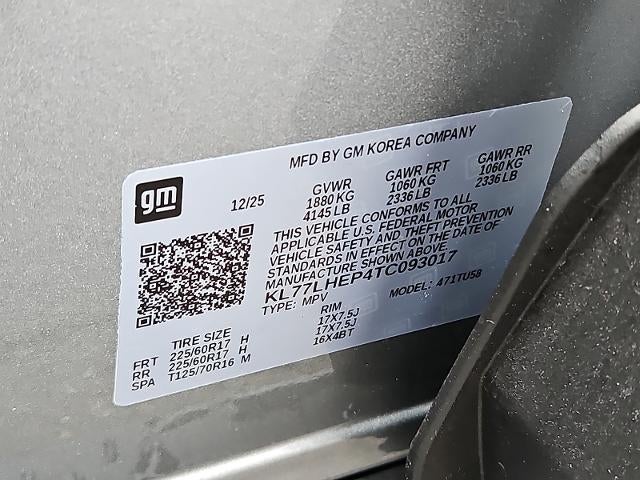 MFD BY GM KOREA COMPANY
gm
12/25
GVWR GAWR FRT GAWR RR
1880 KG 1060 KG 1060 KG
4145 LB 2336 LB 2336 LB
THIS VEHICLE CONFORMS TO ALL
APPLICABLE U.S. FEDERAL MOTOR
VEHICLE SAFETY AND THEFT PREVENTION
STANDARDS IN EFFECT ON THE DATE OF
KL77LHEP4TC093017
TYPE: MPV MODEL: 471TU58
TIRE SIZE RIM
FRT 225/60R17 H 17X7.5J
RR 225/60R17 H 17X7.5J
SPA T125/70R16 M 16X4BT